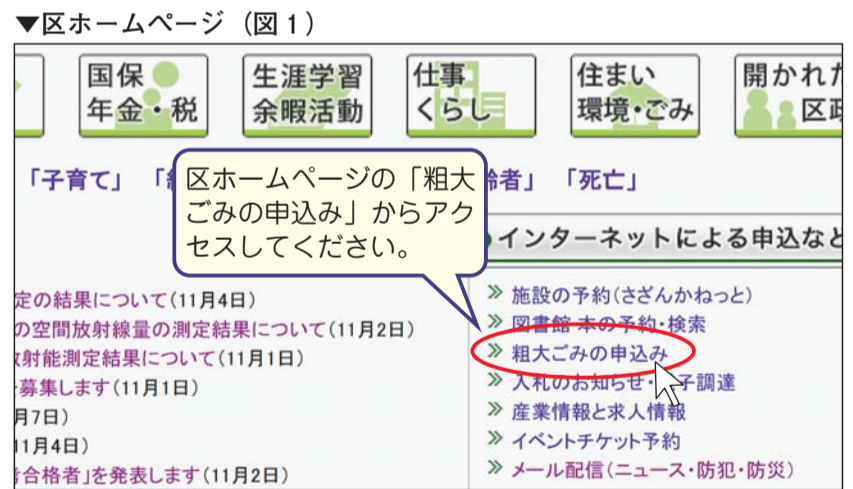 ▼区ホームページ（図1）
国保
年金・税
生涯学習
余暇活動
仕事
くらし
住まい
環境・ごみ
開かれた
区政
「子育て」
「死亡」
区ホームページの「粗大
ごみの申込み」からアク
セスしてください。
インターネットによる申込など
定の結果について(11月4日)
の空間放射線量の測定結果について(11月2日)
射能測定結果について(11月1日)
募集します(11月1日)
月7日)
11月4日)
合格者」を発表します(11月2日)
≫ 施設の予約(さざんかねっと)
≫ 図書館 本の予約・検索
≫ 粗大ごみの申込み
≫ 入札のお知らせ・子調達
≫ 産業情報と求人情報
≫ イベントチケット予約
≫ メール配信(ニュース・防犯・防災)